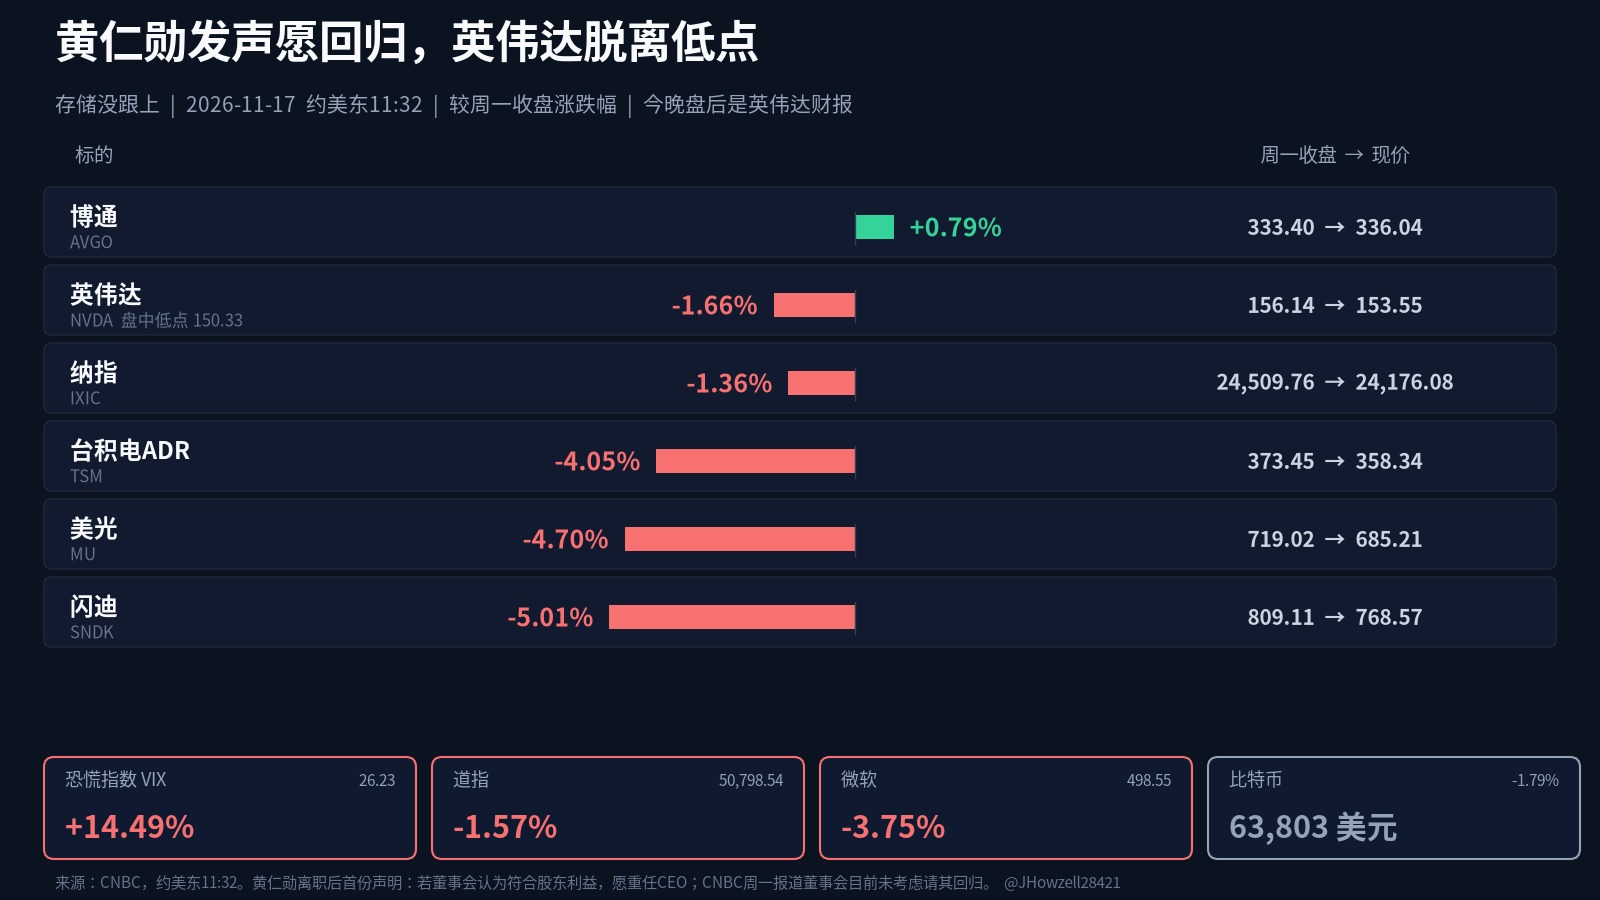 黄仁勋发声愿回归，英伟达脱离低点
存储没跟上 | 2026-11-17 约美东11:32 | 较周一收盘涨跌幅 | 今晚盘后是英伟达财报
标的
周一收盘 → 现价
博通
AVGO
+0.79%
333.40 → 336.04
英伟达
NVDA 盘中低点 150.33
-1.66%
156.14 → 153.55
纳指
IXIC
-1.36%
24,509.76 → 24,176.08
台积电ADR
TSM
-4.05%
373.45 → 358.34
美光
MU
-4.70%
719.02 → 685.21
闪迪
SNDK
-5.01%
809.11 → 768.57
恐慌指数 VIX
26.23
+14.49%
道指
50,798.54
-1.57%
微软
498.55
-3.75%
比特币
-1.79%
63,803 美元
来源：CNBC，约美东11:32。黄仁勋离职后首份声明：若董事会认为符合股东利益，愿重任CEO；CNBC周一报道董事会目前未考虑请其回归。 @JHowzell28421